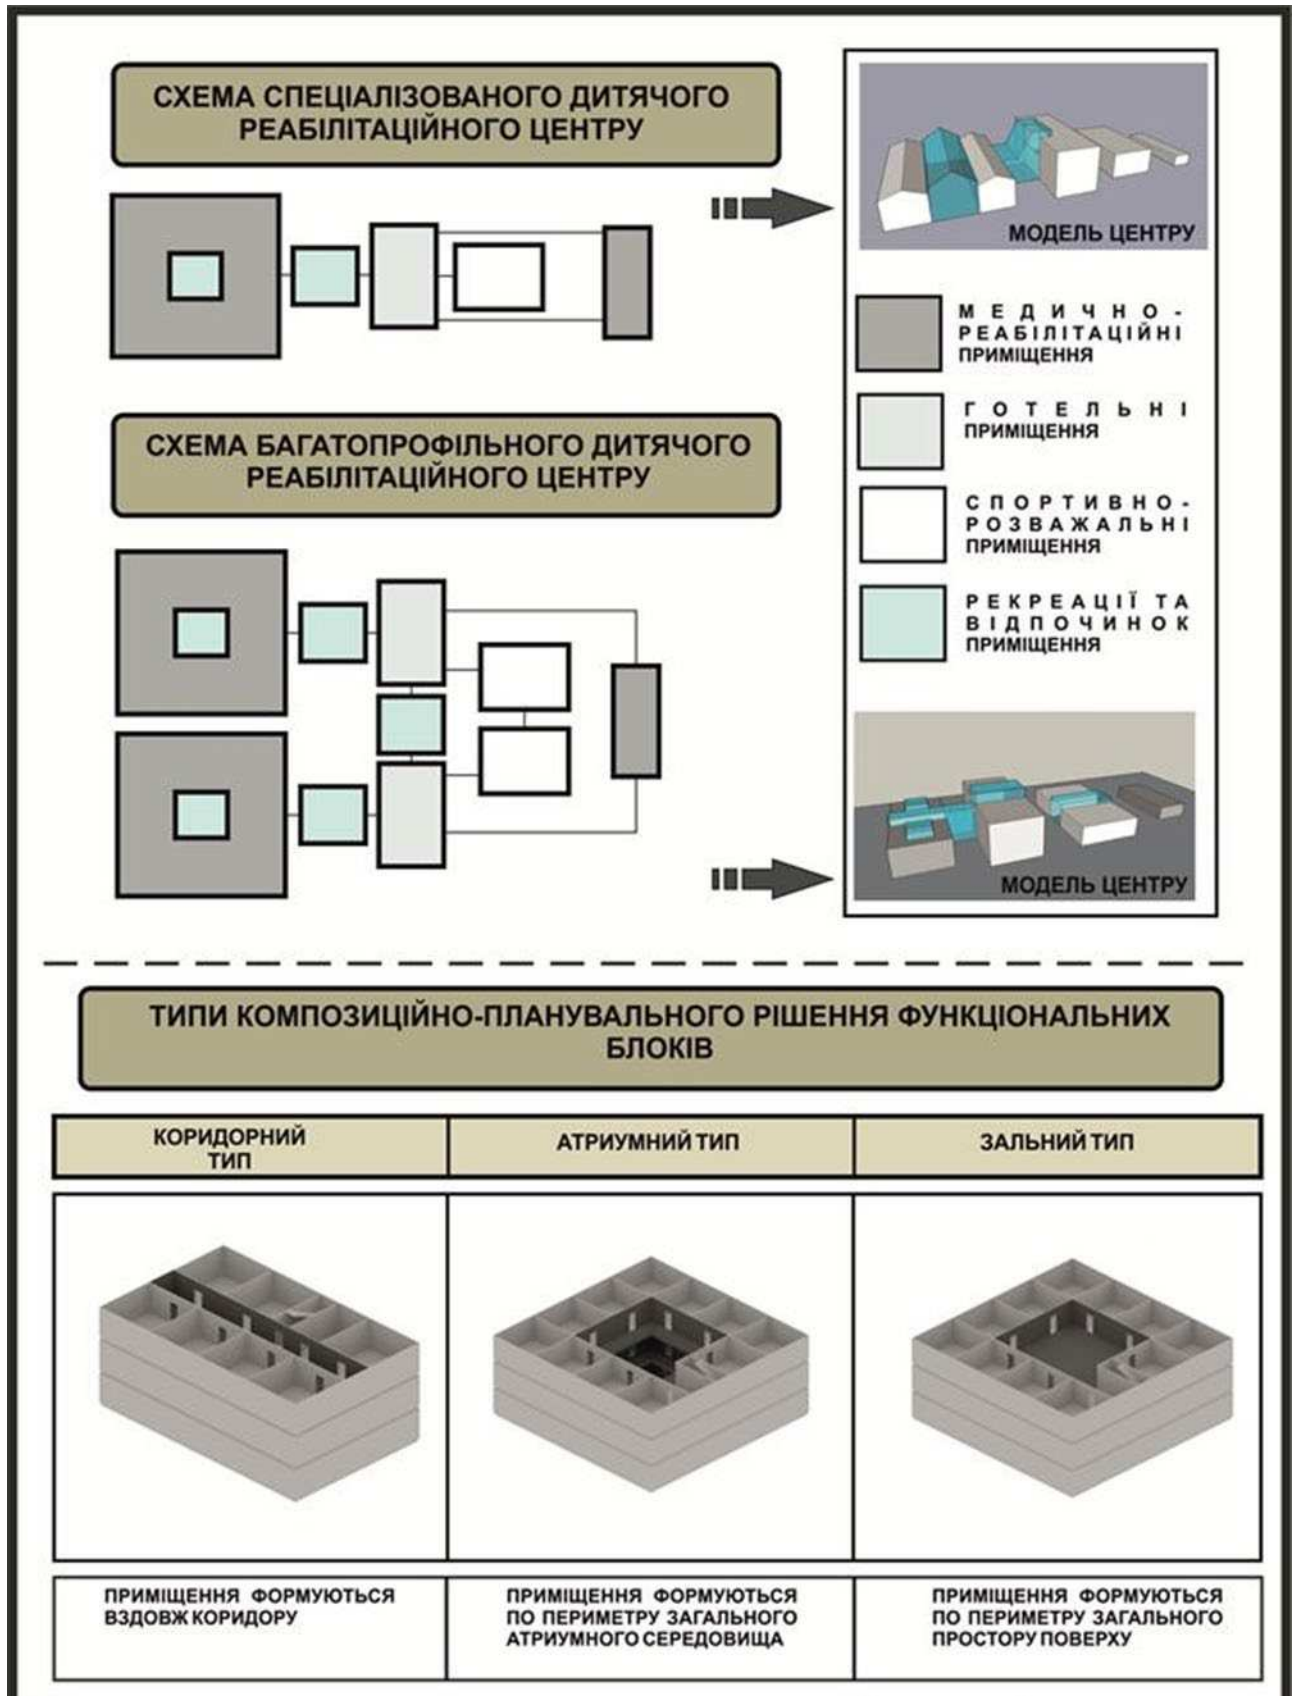 СХЕМА СПЕЦІАЛІЗОВАНОГО ДИТЯЧОГО
РЕАБІЛІТАЦІЙНОГО ЦЕНТРУ
МОДЕЛЬ ЦЕНТРУ
МЕДИЧНО-
РЕАБІЛІТАЦІЙНІ
ПРИМІЩЕННЯ
ГОТЕЛЬНІ
ПРИМІЩЕННЯ
СПОРТИВНО-
РОЗВАЖАЛЬНІ
ПРИМІЩЕННЯ
РЕКРЕАЦІЇ ТА
ВІДПОЧИНОК
ПРИМІЩЕННЯ
СХЕМА БАГАТОПРОФІЛЬНОГО ДИТЯЧОГО
РЕАБІЛІТАЦІЙНОГО ЦЕНТРУ
МОДЕЛЬ ЦЕНТРУ
ТИПИ КОМПОЗИЦІЙНО-ПЛАНУВАЛЬНОГО РІШЕННЯ ФУНКЦІОНАЛЬНИХ
БЛОКІВ
КОРИДОРНИЙ
ТИП
АТРИУМНИЙ ТИП
ЗАЛЬНИЙ ТИП
ПРИМІЩЕННЯ ФОРМУЮТЬСЯ
ВЗДОВЖ КОРИДОРУ
ПРИМІЩЕННЯ ФОРМУЮТЬСЯ
ПО ПЕРИМЕТРУ ЗАГАЛЬНОГО
АТРИУМНОГО СЕРЕДОВИЩА
ПРИМІЩЕННЯ ФОРМУЮТЬСЯ
ПО ПЕРИМЕТРУ ЗАГАЛЬНОГО
ПРОСТОРУ ПОВЕРХУ